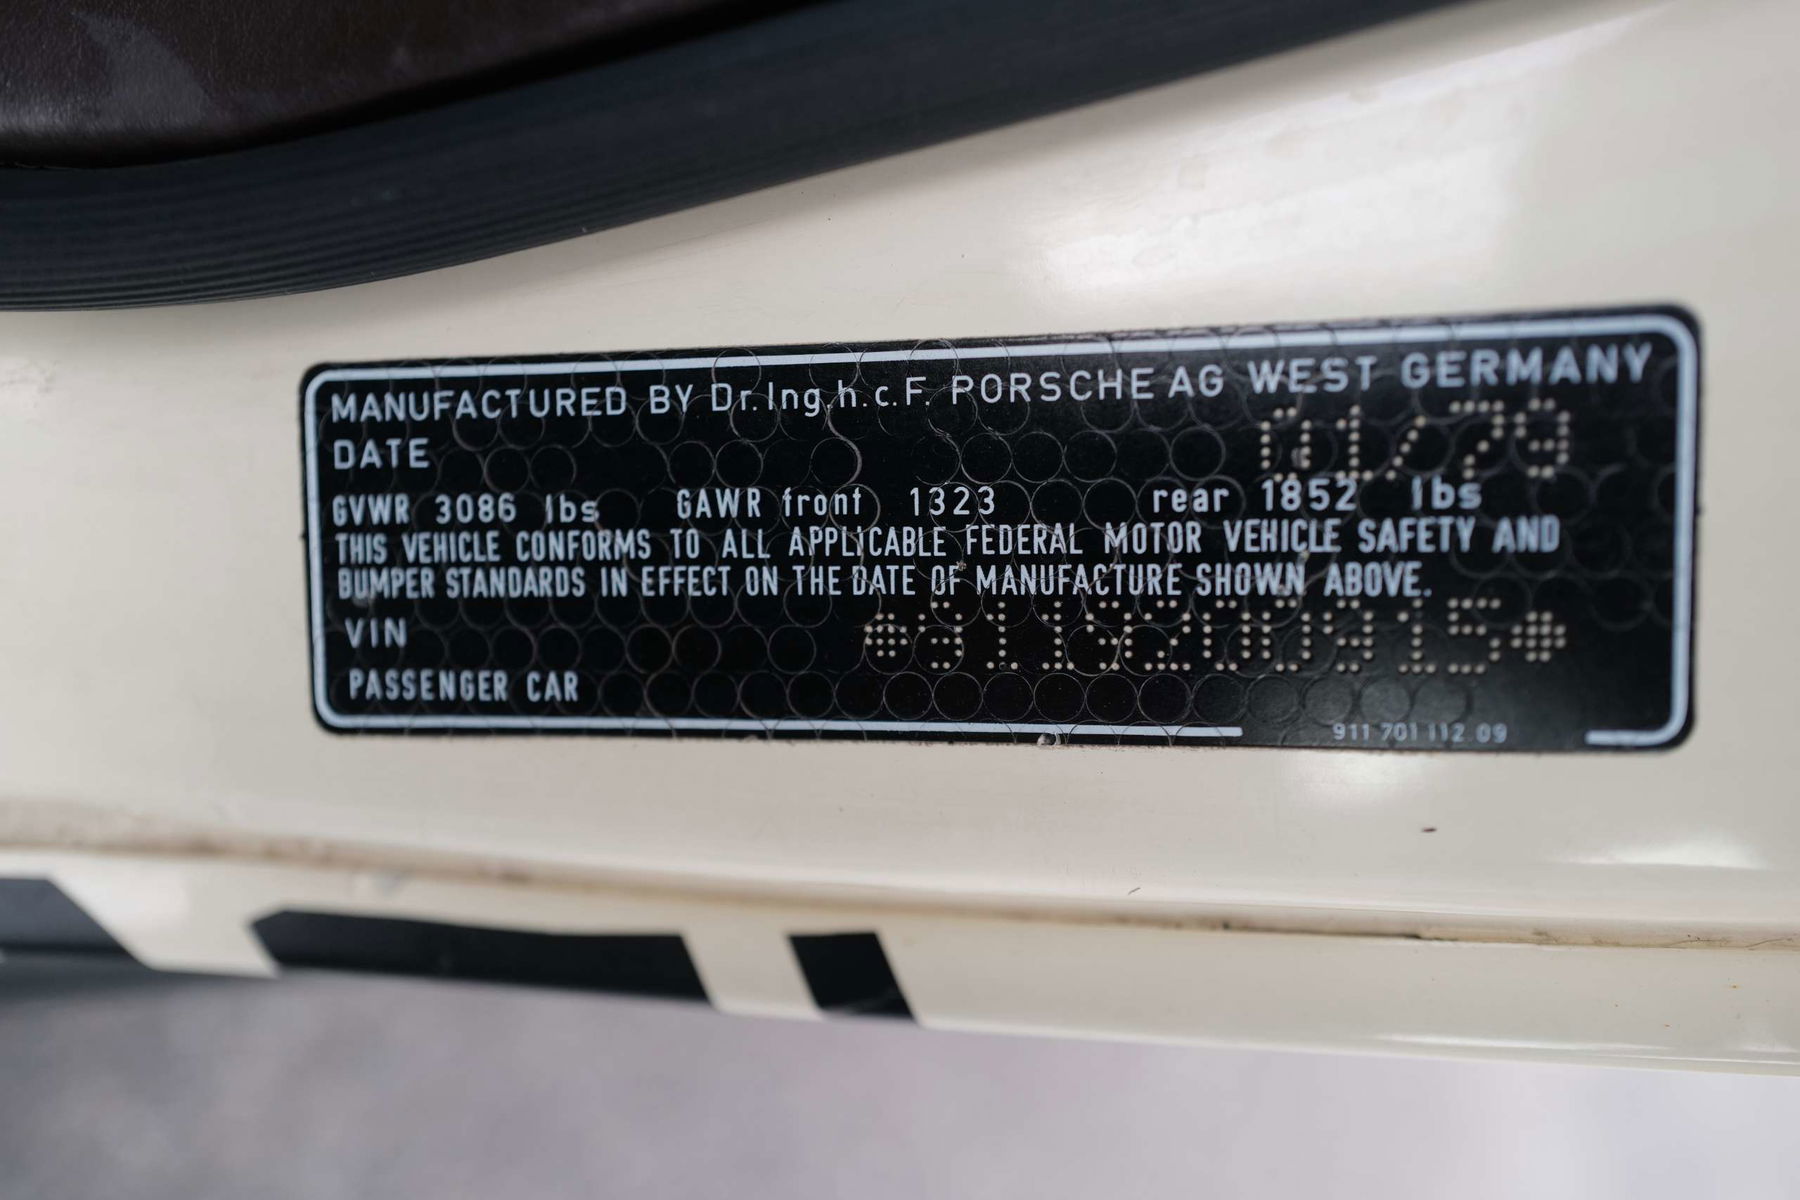 MANUFACTURED BY Dr.Ing.h.c.F. PORSCHE AG WEST GERMANY
DATE 01/79
GVWR 3086 lbs GAWR front 1323 rear 1852 lbs
THIS VEHICLE CONFORMS TO ALL APPLICABLE FEDERAL MOTOR VEHICLE SAFETY AND
BUMPER STANDARDS IN EFFECT ON THE DATE OF MANUFACTURE SHOWN ABOVE.
VIN *9119200915*
PASSENGER CAR
911 701 112 09